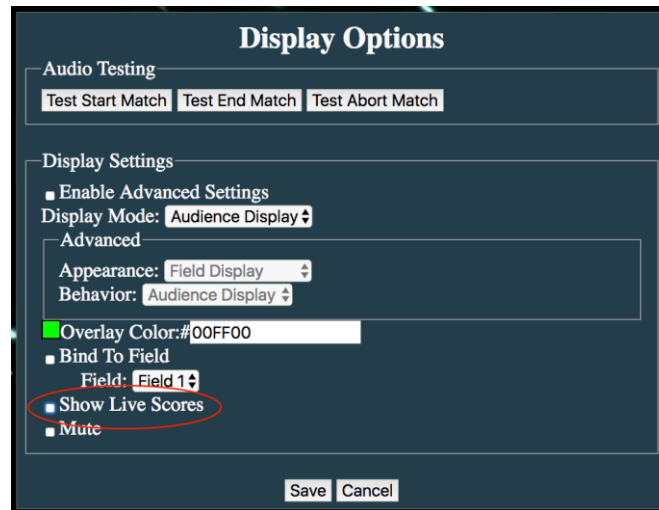 Display Options
Audio Testing
Test Start Match Test End Match Test Abort Match
Display Settings
Enable Advanced Settings
Display Mode: Audience Display
Advanced
Appearance: Field Display
Behavior: Audience Display
Overlay Color:#00FF00
Bind To Field
Field: Field 1
Show Live Scores
Mute
Save Cancel